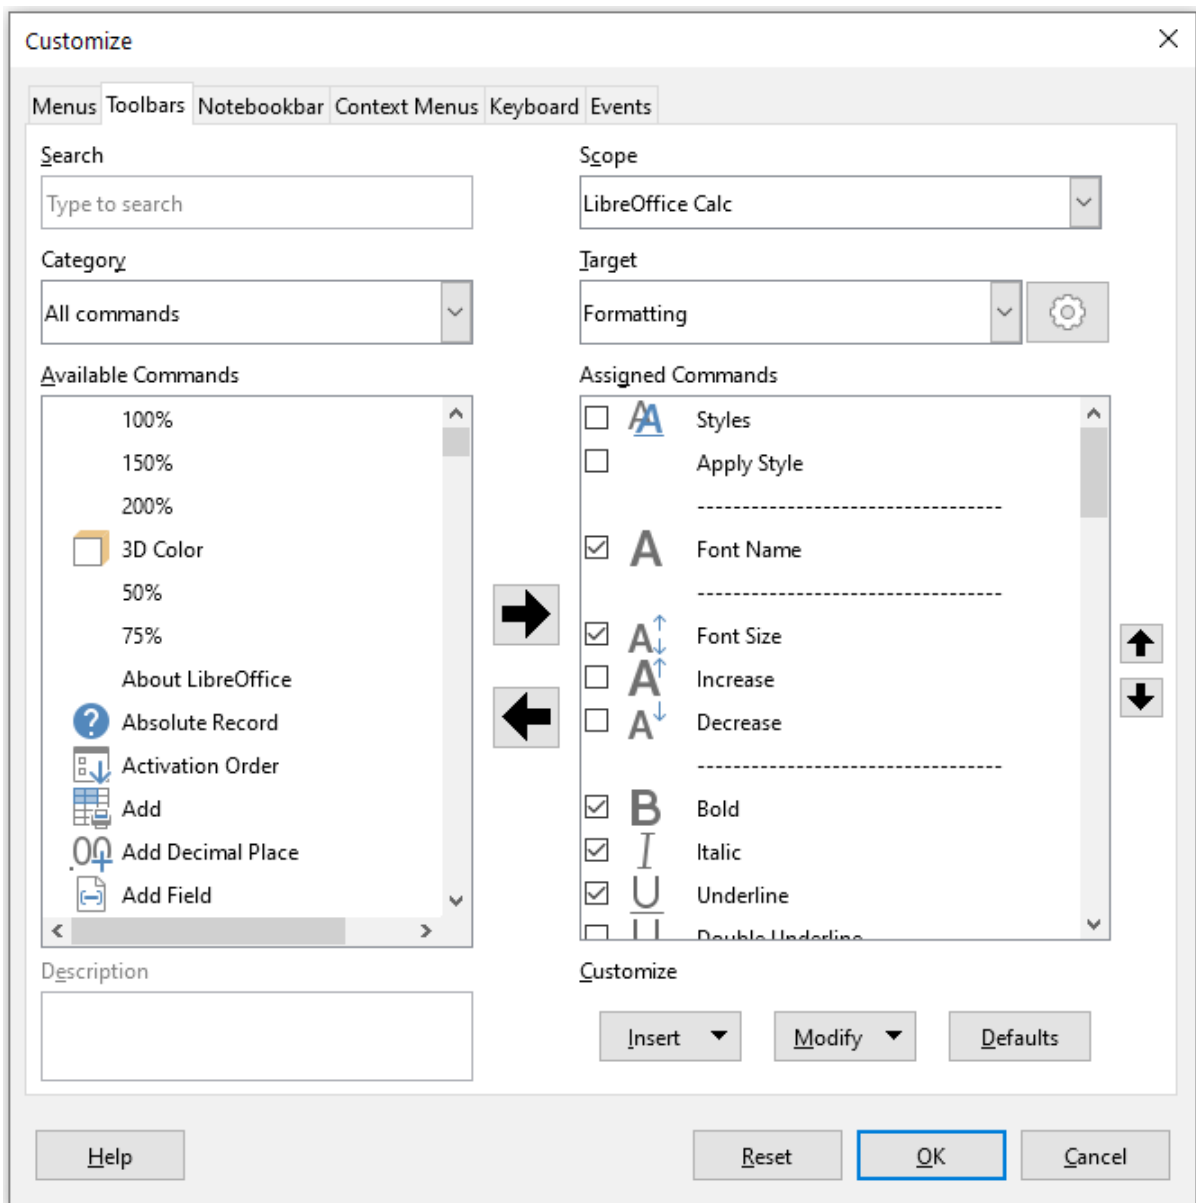 Customize
Menus Toolbars Notebookbar Context Menus Keyboard Events
Search
Type to search
Category
All commands
Available Commands
100%
150%
200%
3D Color
50%
75%
About LibreOffice
Absolute Record
Activation Order
Add
Add Decimal Place
Add Field
Description
Scope
LibreOffice Calc
Target
Formatting
Assigned Commands
Styles
Apply Style
----------------------------------
Font Name
----------------------------------
Font Size
Increase
Decrease
----------------------------------
Bold
Italic
Underline
Double Underline
Customize
Insert Modify Defaults
Help Reset OK Cancel